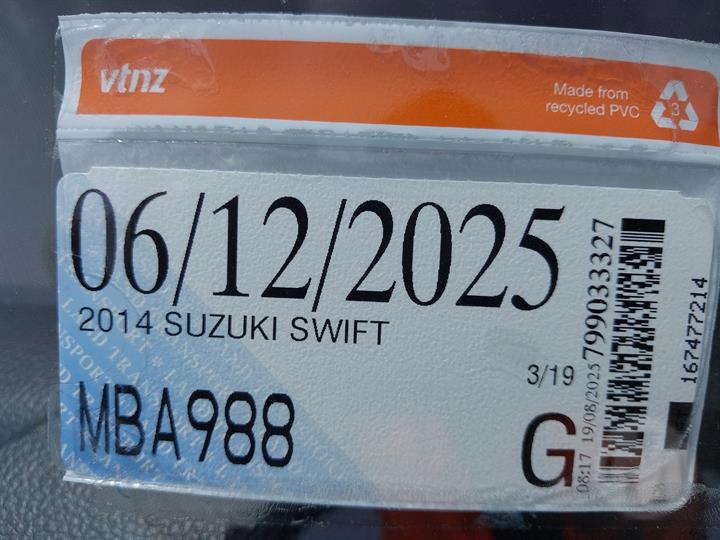 vtnz
Made from
recycled PVC
3
06/12/2025
2014 SUZUKI SWIFT
3/19
MBA988
G
08:17 19/08/2025 799033327
167477214